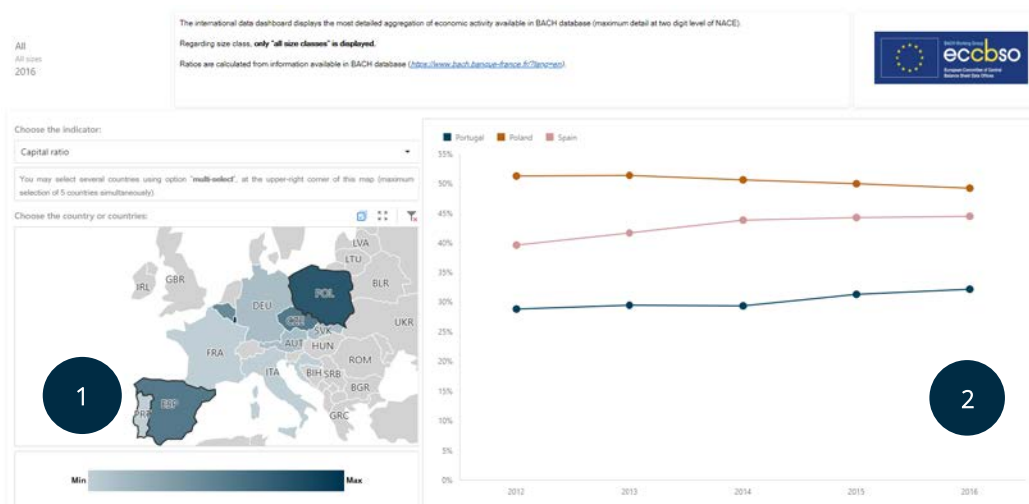 All
All sizes
2016
The international data dashboard displays the most detailed aggregation of economic activity available in BACH database (maximum detail at two digit level of NACE).
Regarding size class, only "all size classes" is displayed.
Ratios are calculated from information available in BACH database (https://www.bach.banque-france.fr/?lang=en).
BACH Working Group
eccbso
European Committee of Central
Balance Sheet Data Offices
Choose the indicator:
Capital ratio
You may select several countries using option "multi-select", at the upper-right corner of this map (maximum
selection of 5 countries simultaneously)
Choose the country or countries:
LVA
LTU
IRL
GBR
BLR
POL
DEU
UKR
CZE
SVK
AUT
HUN
FRA
ROM
ITA
BIH
SRB
BGR
PRT
ESP
GRC
1
Min
Max
Portugal
Poland
Spain
55%
50%
45%
40%
35%
30%
25%
20%
15%
10%
5%
0%
2012
2013
2014
2015
2016
2